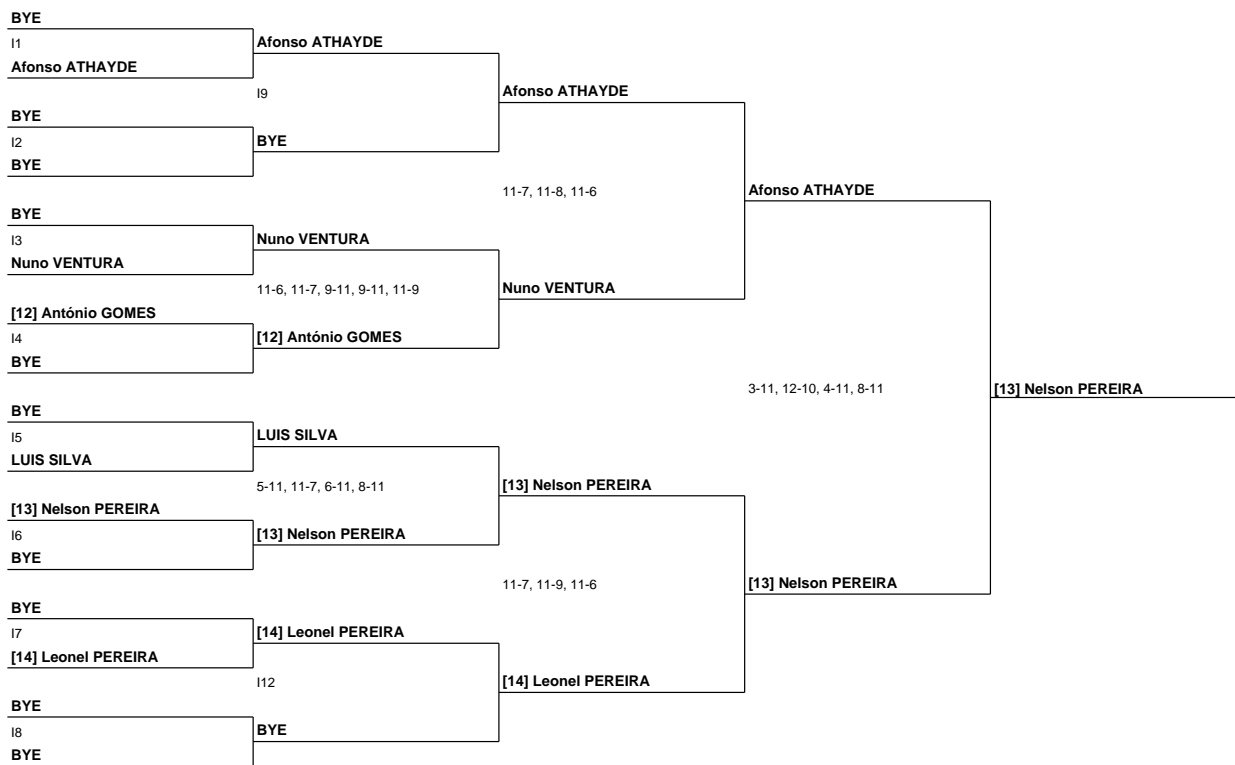 BYE
I1
Afonso ATHAYDE
Afonso ATHAYDE
I9
BYE
I2
BYE
BYE
Afonso ATHAYDE
11-7, 11-8, 11-6
BYE
I3
Nuno VENTURA
Nuno VENTURA
11-6, 11-7, 9-11, 9-11, 11-9
[12] António GOMES
I4
BYE
[12] António GOMES
Nuno VENTURA
Afonso ATHAYDE
3-11, 12-10, 4-11, 8-11
[13] Nelson PEREIRA
BYE
I5
LUIS SILVA
LUIS SILVA
5-11, 11-7, 6-11, 8-11
[13] Nelson PEREIRA
I6
BYE
[13] Nelson PEREIRA
[13] Nelson PEREIRA
11-7, 11-9, 11-6
[13] Nelson PEREIRA
BYE
I7
[14] Leonel PEREIRA
[14] Leonel PEREIRA
I12
BYE
I8
BYE
BYE
[14] Leonel PEREIRA